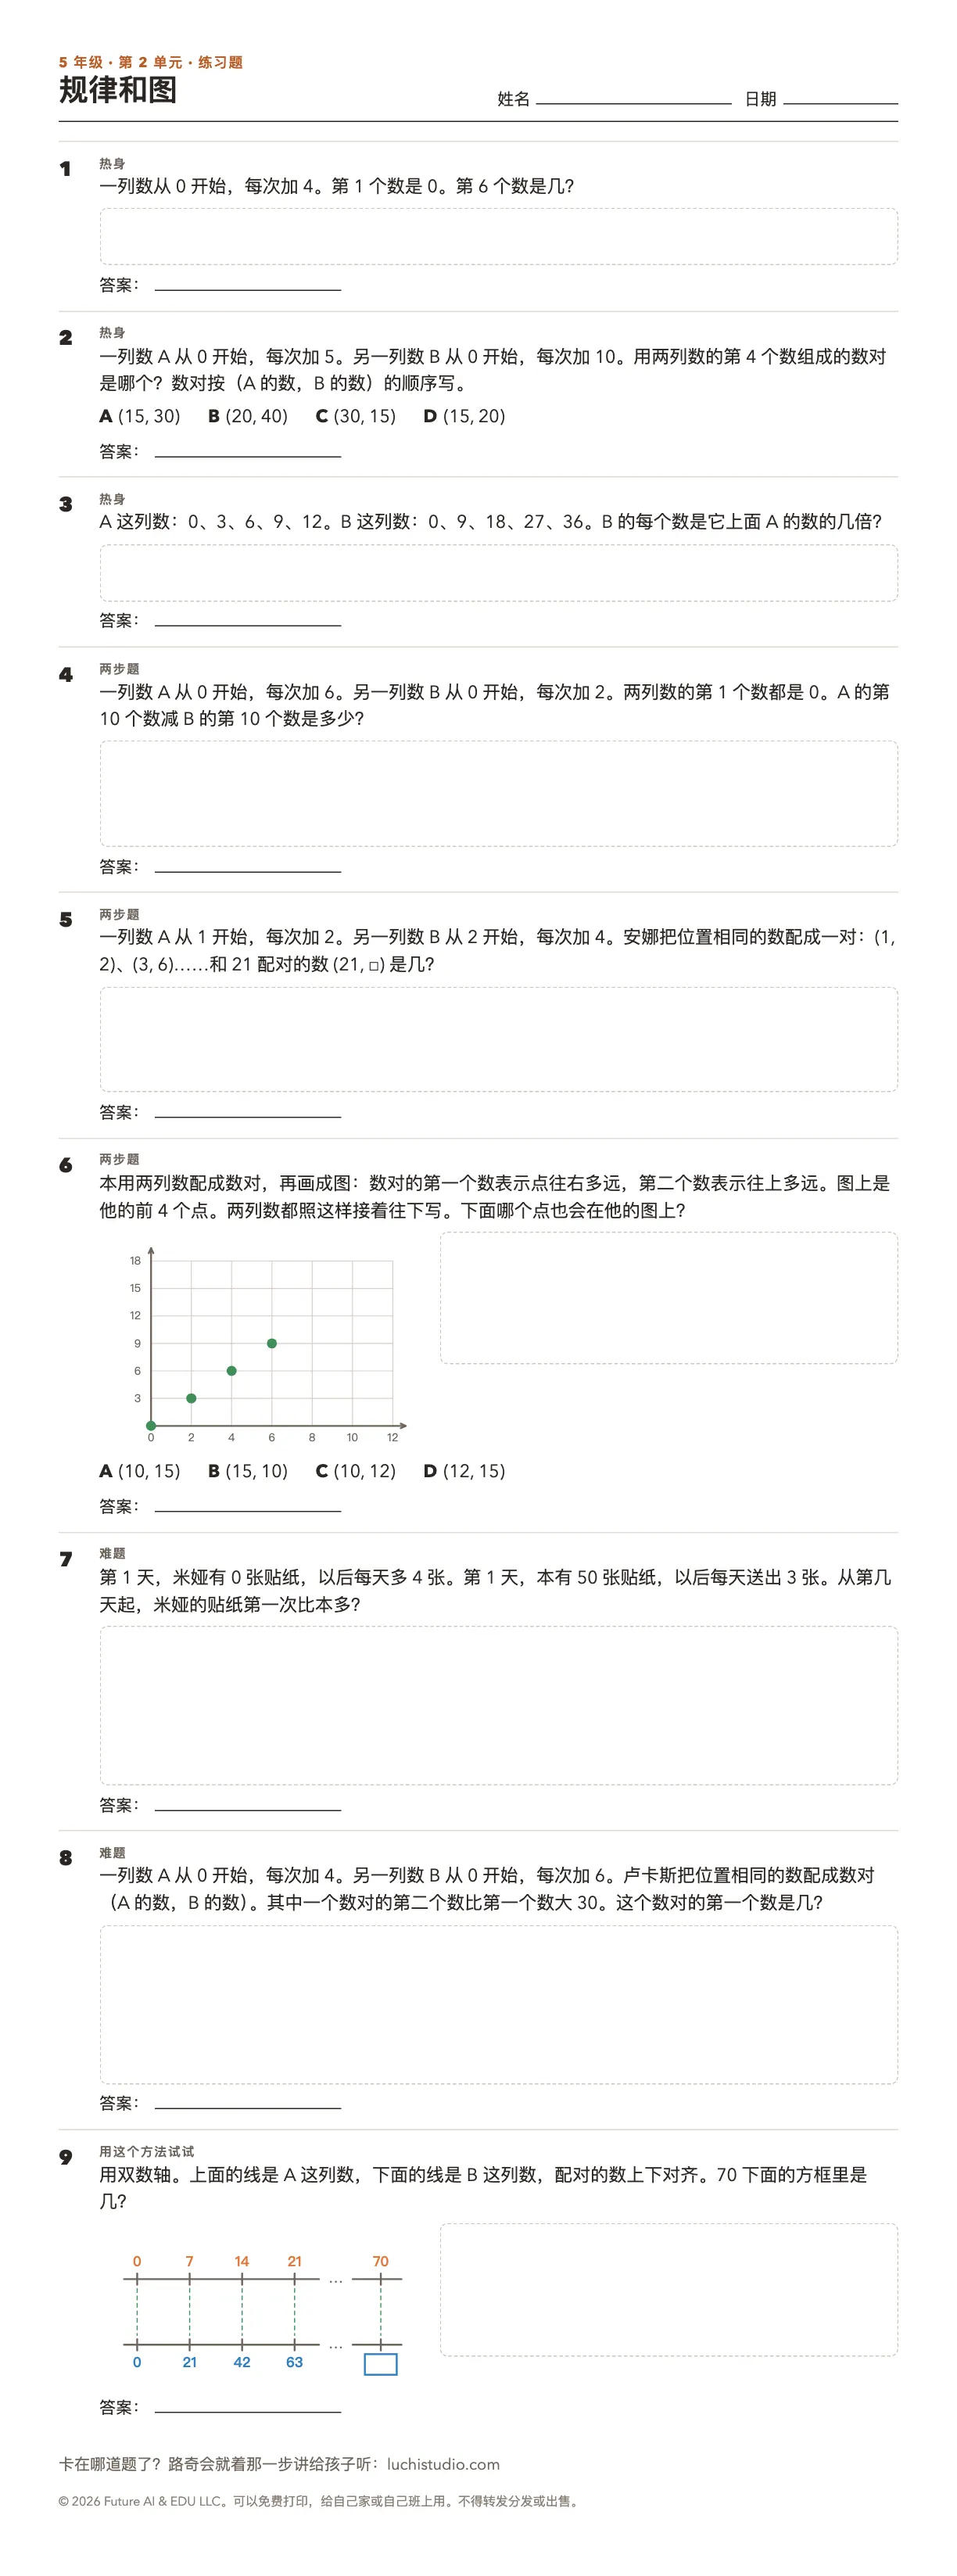 5 年级 · 第 2 单元 · 练习题
规律和图
姓名 日期
1
热身
一列数从 0 开始，每次加 4。第 1 个数是 0。第 6 个数是几？
答案：
2
热身
一列数 A 从 0 开始，每次加 5。另一列数 B 从 0 开始，每次加 10。用两列数的第 4 个数组成的数对
是哪个？数对按（A 的数，B 的数）的顺序写。
A (15, 30) B (20, 40) C (30, 15) D (15, 20)
答案：
3
热身
A 这列数：0、3、6、9、12。B 这列数：0、9、18、27、36。B 的每个数是它上面 A 的数的几倍？
答案：
4
两步题
一列数 A 从 0 开始，每次加 6。另一列数 B 从 0 开始，每次加 2。两列数的第 1 个数都是 0。A 的第
10 个数减 B 的第 10 个数是多少？
答案：
5
两步题
一列数 A 从 1 开始，每次加 2。另一列数 B 从 2 开始，每次加 4。安娜把位置相同的数配成一对：(1,
2)、(3, 6)……和 21 配对的数 (21, □) 是几？
答案：
6
两步题
本用两列数配成数对，再画成图：数对的第一个数表示点往右多远，第二个数表示往上多远。图上是
他的前 4 个点。两列数都照这样接着往下写。下面哪个点也会在他的图上？
18
15
12
9
6
3
0 2 4 6 8 10 12
A (10, 15) B (15, 10) C (10, 12) D (12, 15)
答案：
7
难题
第 1 天，米娅有 0 张贴纸，以后每天多 4 张。第 1 天，本有 50 张贴纸，以后每天送出 3 张。从第几
天起，米娅的贴纸第一次比本多？
答案：
8
难题
一列数 A 从 0 开始，每次加 4。另一列数 B 从 0 开始，每次加 6。卢卡斯把位置相同的数配成数对
（A 的数，B 的数）。其中一个数对的第二个数比第一个数大 30。这个数对的第一个数是几？
答案：
9
用这个方法试试
用双数轴。上面的线是 A 这列数，下面的线是 B 这列数，配对的数上下对齐。70 下面的方框里是
几？
0 7 14 21 … 70
0 21 42 63 …
答案：
卡在哪道题了？路奇会就着那一步讲给孩子听：luchistudio.com
© 2026 Future AI & EDU LLC。可以免费打印，给自己家或自己班上用。不得转发分发或出售。